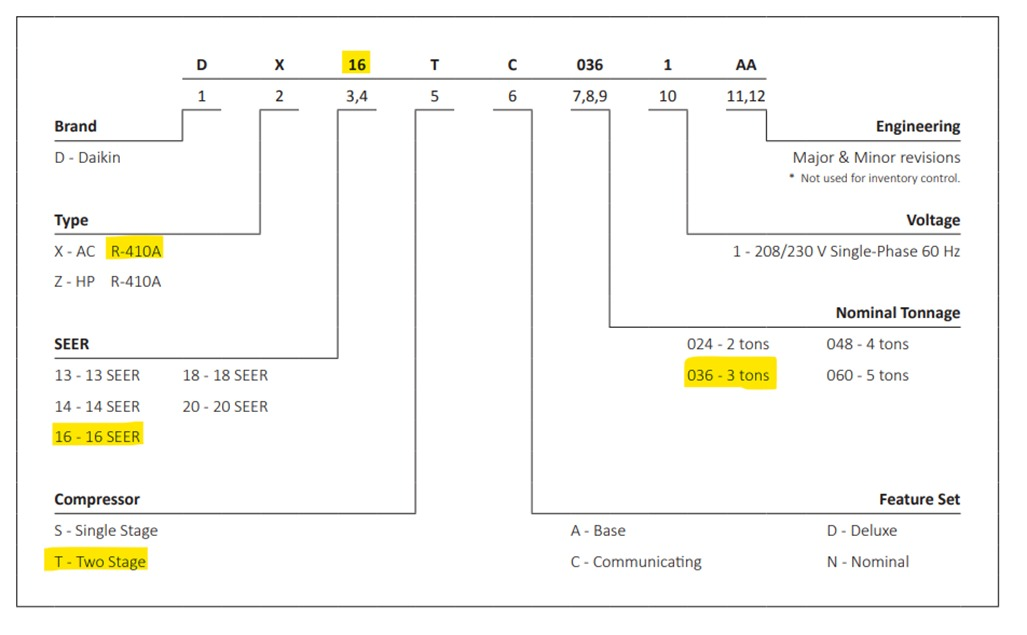 D X 16 T C 036 1 AA
1 2 3,4 5 6 7,8,9 10 11,12
Brand
D - Daikin
Engineering
Major & Minor revisions
* Not used for inventory control.
Type
X - AC R-410A
Z - HP R-410A
Voltage
1 - 208/230 V Single-Phase 60 Hz
Nominal Tonnage
024 - 2 tons 048 - 4 tons
036 - 3 tons 060 - 5 tons
SEER
13 - 13 SEER 18 - 18 SEER
14 - 14 SEER 20 - 20 SEER
16 - 16 SEER
Compressor
S - Single Stage
T - Two Stage
Feature Set
A - Base D - Deluxe
C - Communicating N - Nominal